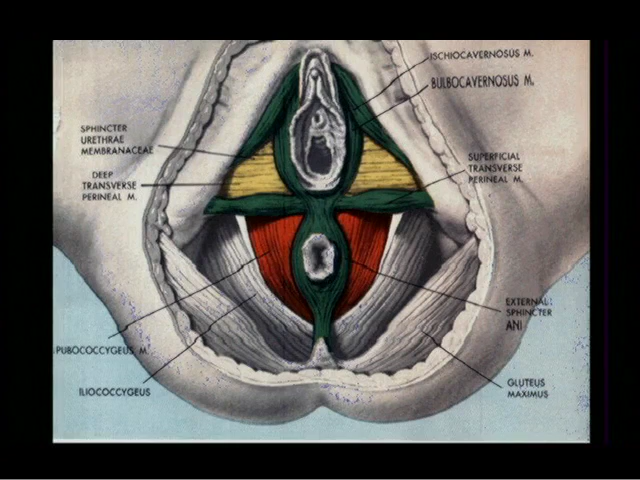 ISCHIOCAVERNOSUS M.
BULBOCAVERNOSUS M.
SPHINCTER
URETHRAE
MEMBRANACEAE
DEEP
TRANSVERSE
PERINEAL M.
SUPERFICIAL
TRANSVERSE
PERINEAL M.
PUBOCOCCYGEUS M.
ILIOCOCCYGEUS
EXTERNAL
SPHINCTER
ANI
GLUTEUS
MAXIMUS